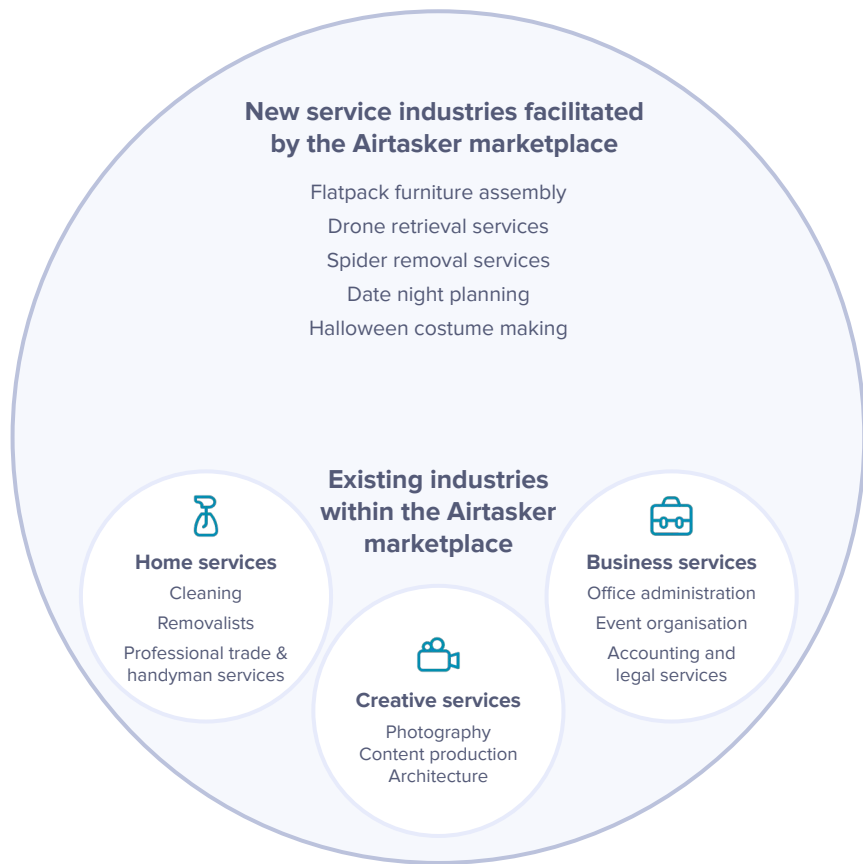 New service industries facilitated
by the Airtasker marketplace
Flatpack furniture assembly
Drone retrieval services
Spider removal services
Date night planning
Halloween costume making
Existing industries
within the Airtasker
marketplace
Home services
Cleaning
Removalists
Professional trade &
handyman services
Creative services
Photography
Content production
Architecture
Business services
Office administration
Event organisation
Accounting and
legal services